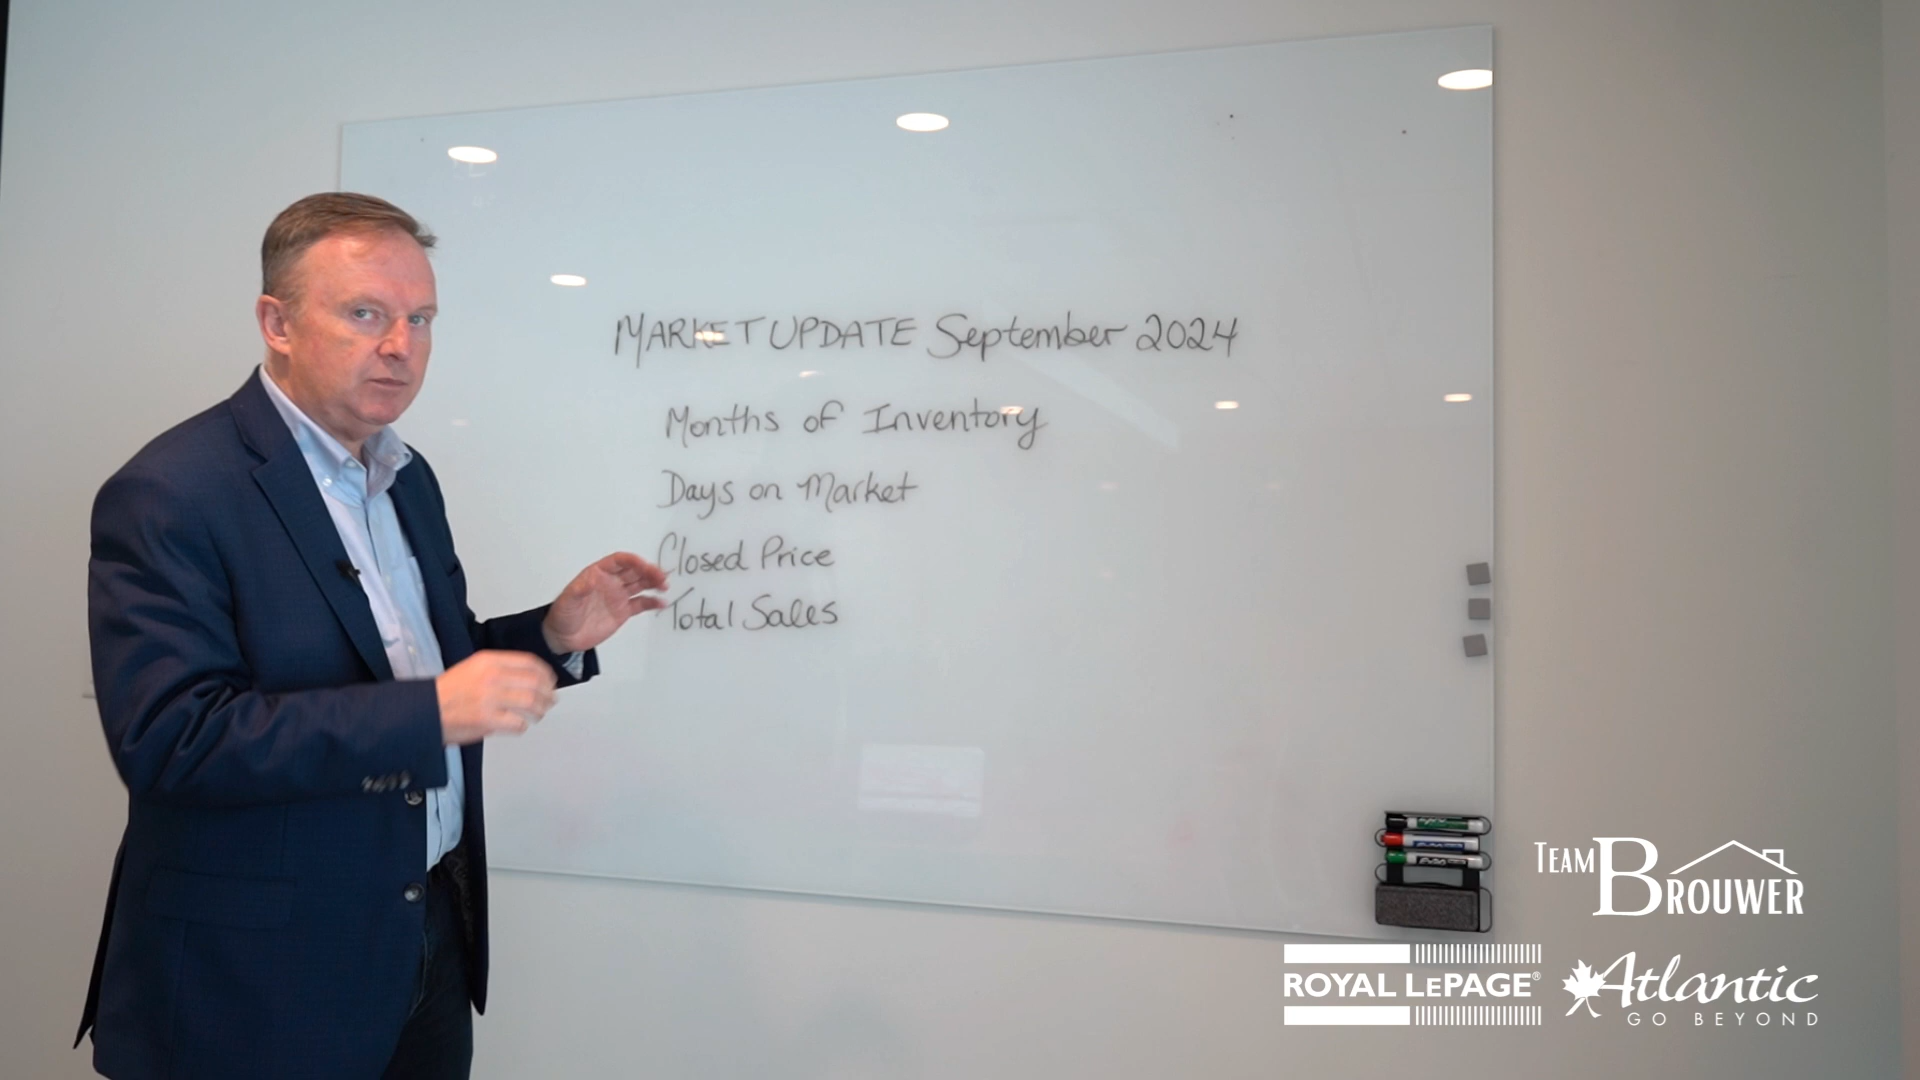 MARKET UPDATE September 2024
Months of Inventory
Days on Market
Closed Price
Total Sales
TEAM BROUWER
ROYAL LEPAGE®
Atlantic
GO BEYOND